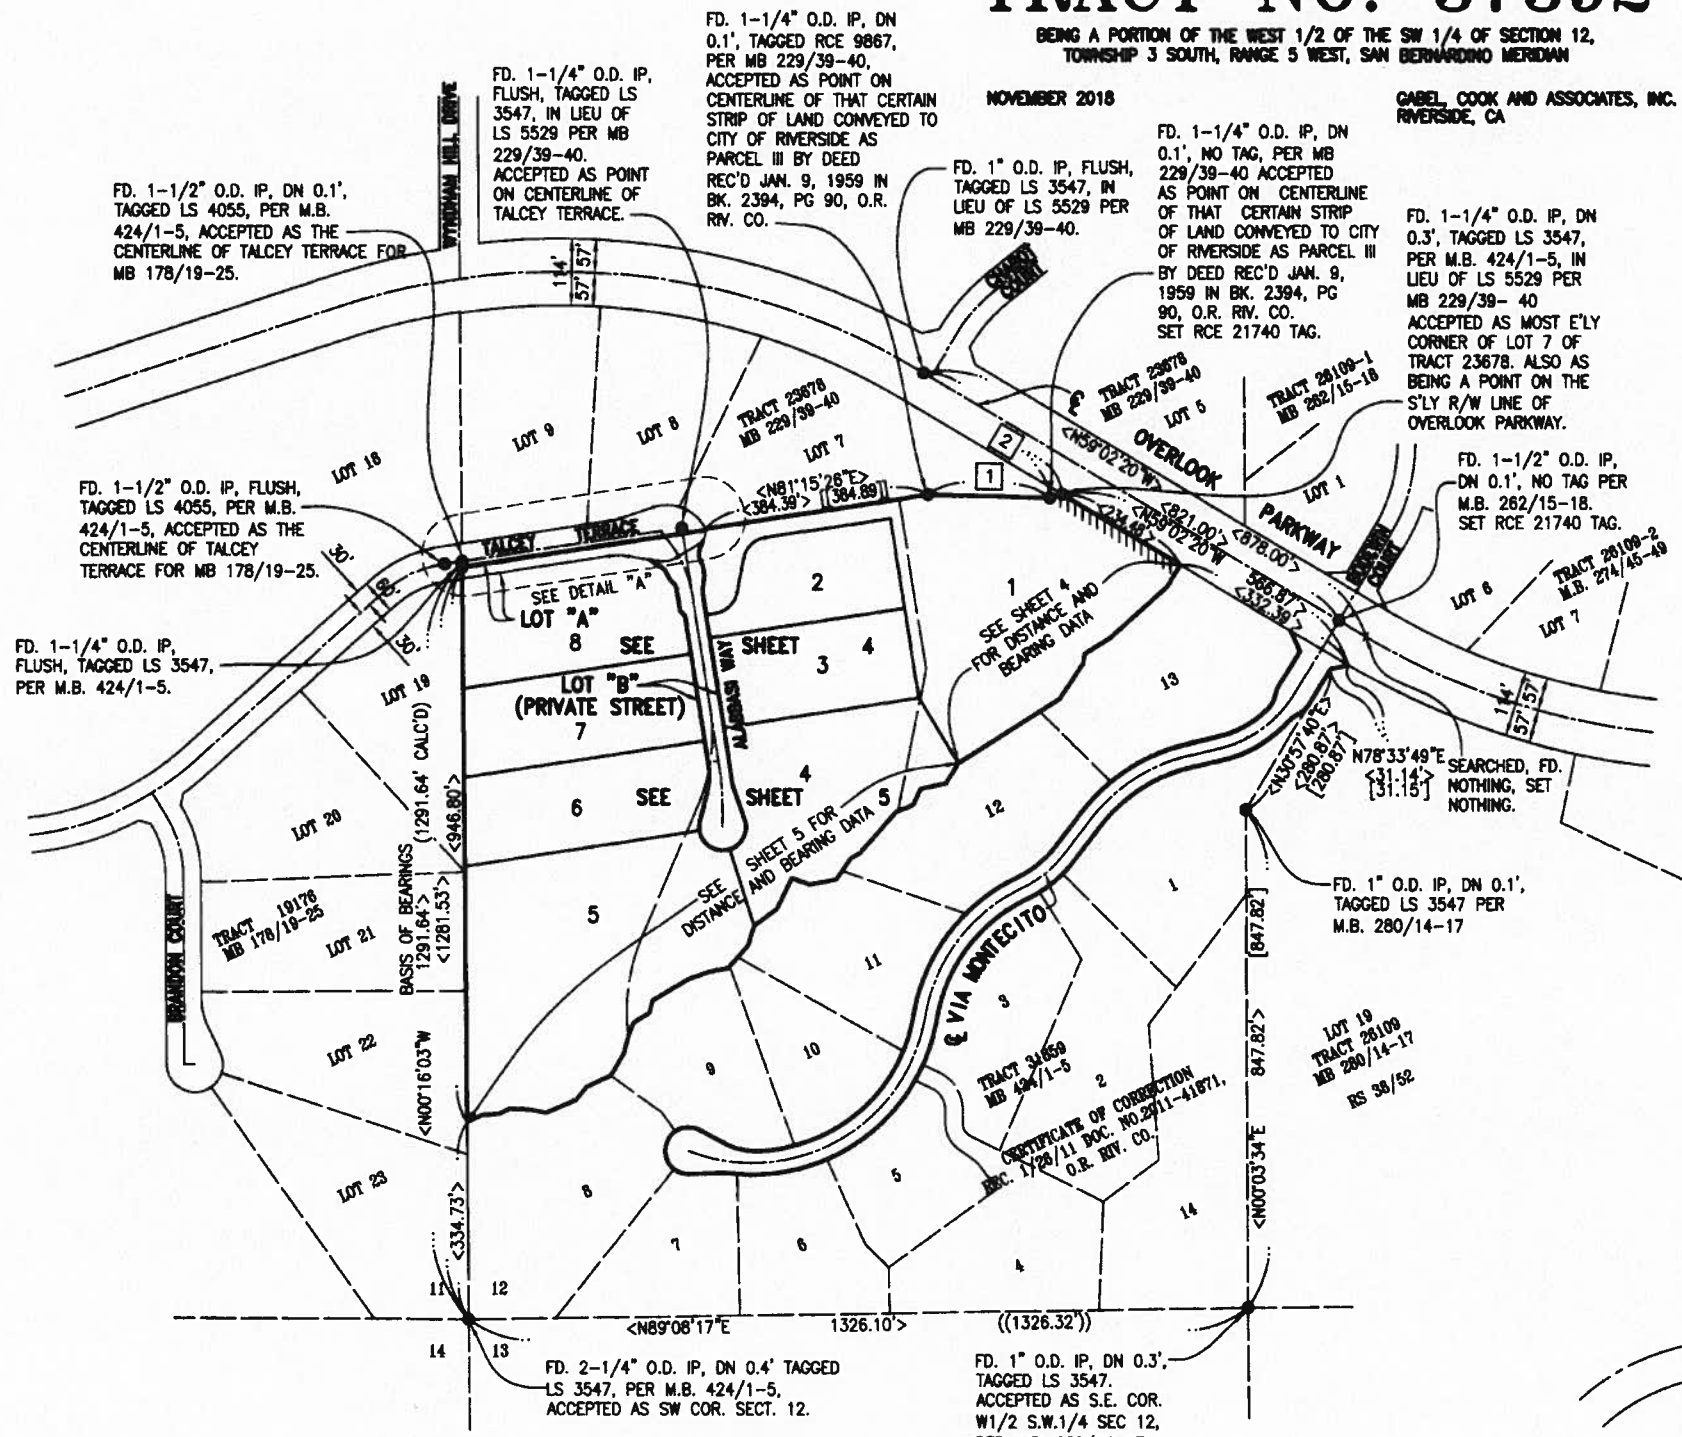 BEING A PORTION OF THE WEST 1/2 OF THE SW 1/4 OF SECTION 12,
TOWNSHIP 3 SOUTH, RANGE 5 WEST, SAN BERNARDINO MERIDIAN
NOVEMBER 2018
GABEL, COOK AND ASSOCIATES, INC.
RIVERSIDE, CA
FD. 1-1/2" O.D. IP, DN 0.1',
TAGGED LS 4055, PER M.B.
424/1-5, ACCEPTED AS THE
CENTERLINE OF TALCEY TERRACE FOR
MB 178/19-25.
WYNDHAM HILL DRIVE
FD. 1-1/4" O.D. IP,
FLUSH, TAGGED LS
3547, IN LIEU OF
LS 5529 PER MB
229/39-40.
ACCEPTED AS POINT
ON CENTERLINE OF
TALCEY TERRACE.
FD. 1-1/4" O.D. IP, DN
0.1', TAGGED RCE 9867,
PER MB 229/39-40,
ACCEPTED AS POINT ON
CENTERLINE OF THAT CERTAIN
STRIP OF LAND CONVEYED TO
CITY OF RIVERSIDE AS
PARCEL III BY DEED
REC'D JAN. 9, 1959 IN
BK. 2394, PG 90, O.R.
RIV. CO.
FD. 1" O.D. IP, FLUSH,
TAGGED LS 3547, IN
LIEU OF LS 5529 PER
MB 229/39-40.
FD. 1-1/4" O.D. IP, DN
0.1', NO TAG, PER MB
229/39-40 ACCEPTED
AS POINT ON CENTERLINE
OF THAT CERTAIN STRIP
OF LAND CONVEYED TO CITY
OF RIVERSIDE AS PARCEL III
BY DEED REC'D JAN. 9,
1959 IN BK. 2394, PG
90, O.R. RIV. CO.
SET RCE 21740 TAG.
FD. 1-1/4" O.D. IP, DN
0.3', TAGGED LS 3547,
PER M.B. 424/1-5, IN
LIEU OF LS 5529 PER
MB 229/39- 40
ACCEPTED AS MOST E'LY
CORNER OF LOT 7 OF
TRACT 23678. ALSO AS
BEING A POINT ON THE
S'LY R/W LINE OF
OVERLOOK PARKWAY.
114'
57' 57'
COURT
LOT 18
LOT 9
LOT 8
TRACT 23678
MB 229/39-40
LOT 7
TRACT 23678
MB 229/39-40
LOT 5
TRACT 26109-1
MB 262/15-18
LOT 1
<N59°02'20"W>
OVERLOOK
PARKWAY
<821.00'>
<878.00'>
<N59°02'20"W
566.87'>
<234.48'>
<332.39'>
2
1
<N81°15'26"E>
<384.39'> [[384.89]]
FD. 1-1/2" O.D. IP,
DN 0.1', NO TAG PER
M.B. 262/15-18.
SET RCE 21740 TAG.
COURT
LOT 6
TRACT 26109-2
M.B. 274/45-49
LOT 7
FD. 1-1/2" O.D. IP, FLUSH,
TAGGED LS 4055, PER M.B.
424/1-5, ACCEPTED AS THE
CENTERLINE OF TALCEY
TERRACE FOR MB 178/19-25.
30'
60'
30'
TALCEY TERRACE
SEE DETAIL "A"
LOT "A"
FD. 1-1/4" O.D. IP,
FLUSH, TAGGED LS 3547,
PER M.B. 424/1-5.
LOT 19
8
SEE SHEET 4
2
3
1
SEE SHEET 4
FOR DISTANCE AND
BEARING DATA
LOT "B"
(PRIVATE STREET)
7
ALABBASI WAY
4
6
SEE SHEET 5
13
12
<N30°57'40"E>
<280.87'>
[280.87']
N78°33'49"E
<31.14'>
[31.15']
SEARCHED, FD.
NOTHING, SET
NOTHING.
114'
57' 57'
SEE SHEET 5 FOR
DISTANCE AND BEARING DATA
5
BASIS OF BEARINGS (1291.64' CALC'D)
1291.64'>
<1281.53'>
<946.80'>
<N00°16'03"W
<334.73'>
LOT 20
TRACT 19176
MB 178/19-25
LOT 21
BRANDON COURT
LOT 22
LOT 23
FD. 1" O.D. IP, DN 0.1',
TAGGED LS 3547 PER
M.B. 280/14-17
1
11
℄ VIA MONTECITO
3
10
9
TRACT 31859
MB 424/1-5
2
CERTIFICATE OF CORRECTION
REC. 1/28/11 DOC. NO.2011-41871,
O.R. RIV. CO.
[847.82']
847.82'>
<N00°03'34"E
LOT 19
TRACT 26109
MB 280/14-17
RS 38/52
8
7
6
5
4
14
11 12
14 13
<N89°08'17"E 1326.10'> ((1326.32'))
FD. 2-1/4" O.D. IP, DN 0.4' TAGGED
LS 3547, PER M.B. 424/1-5,
ACCEPTED AS SW COR. SECT. 12.
FD. 1" O.D. IP, DN 0.3',
TAGGED LS 3547.
ACCEPTED AS S.E. COR.
W1/2 S.W.1/4 SEC 12,